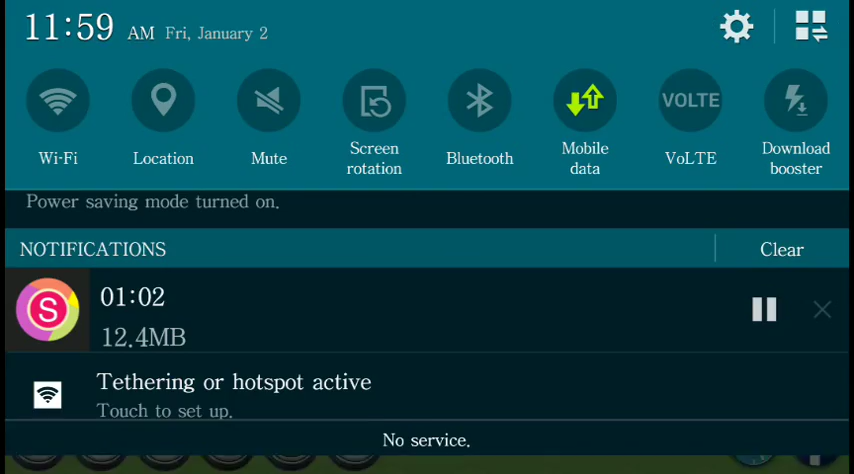 11:59 AM Fri, January 2
VOLTE
Wi-Fi Location Mute Screen rotation Bluetooth Mobile data VoLTE Download booster
Power saving mode turned on.
NOTIFICATIONS Clear
S
01:02
12.4MB
Tethering or hotspot active
Touch to set up.
No service.